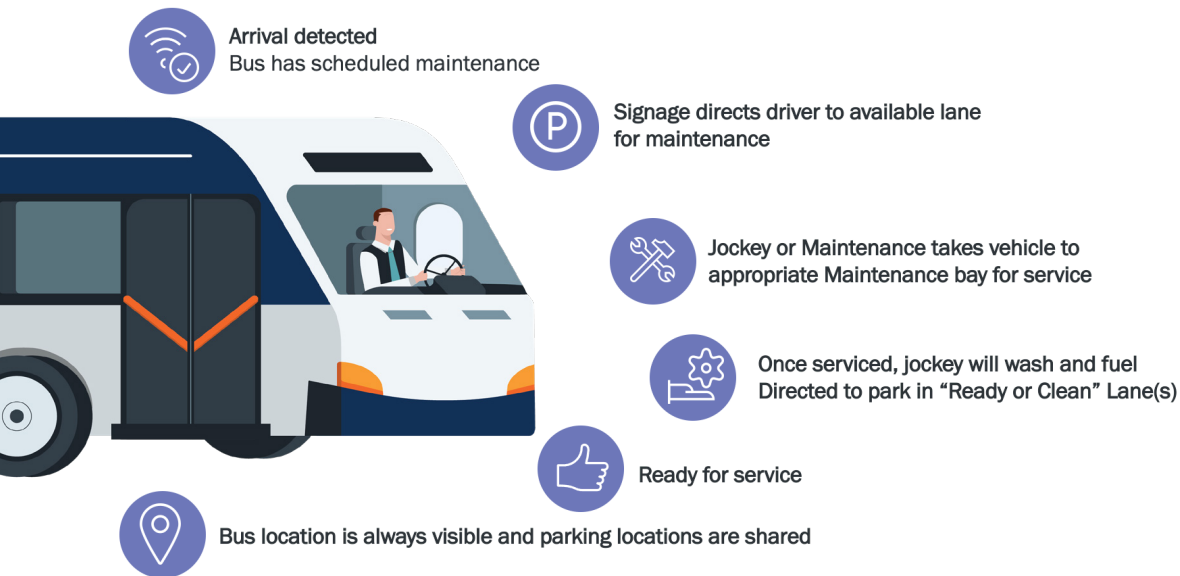 Arrival detected
Bus has scheduled maintenance
P
Signage directs driver to available lane
for maintenance
Jockey or Maintenance takes vehicle to
appropriate Maintenance bay for service
Once serviced, jockey will wash and fuel
Directed to park in “Ready or Clean” Lane(s)
Ready for service
Bus location is always visible and parking locations are shared